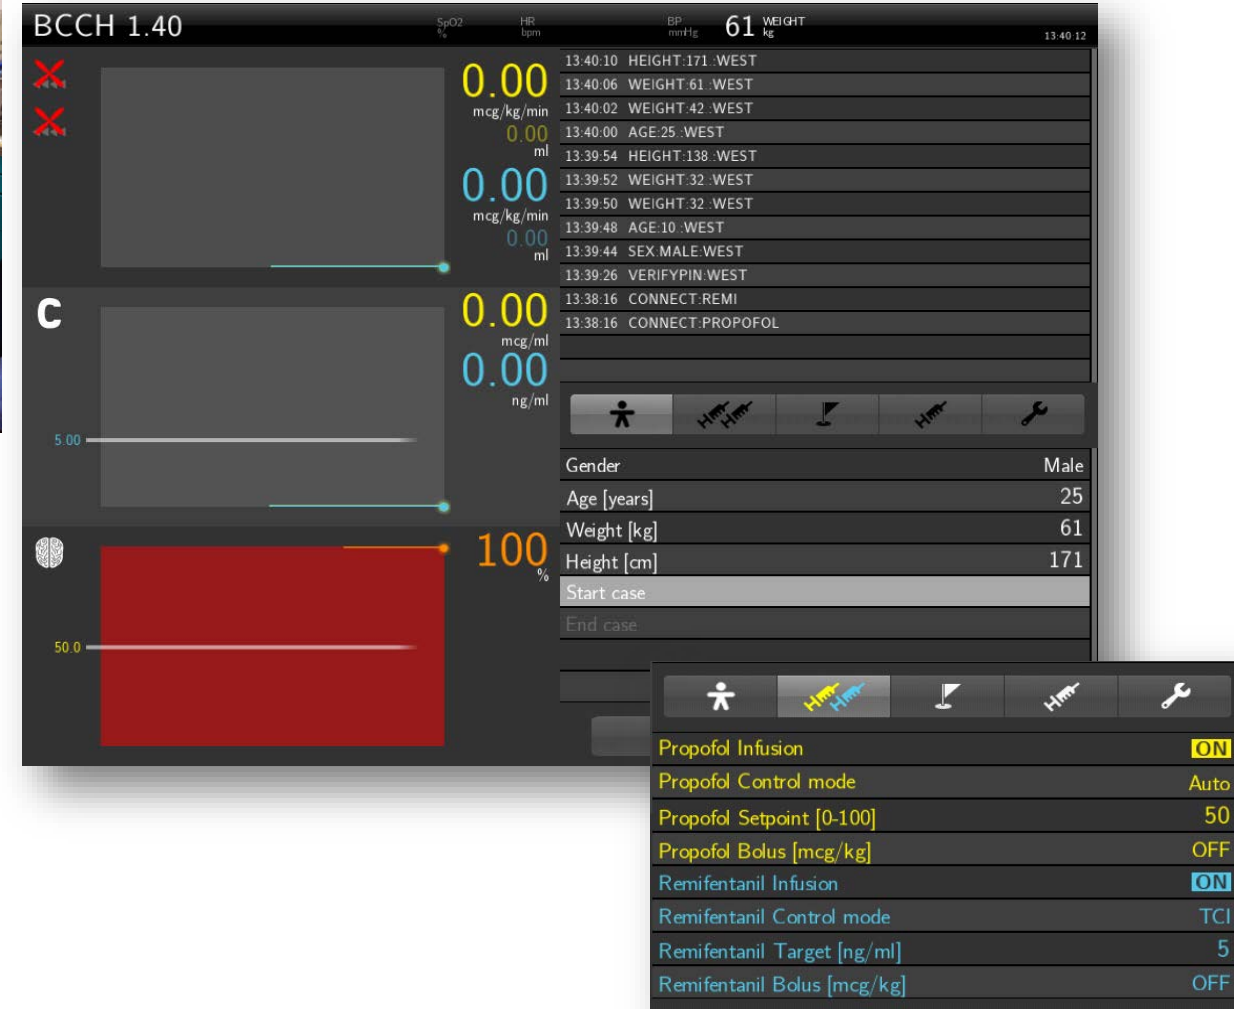 BCCH 1.40
SpO2
%
HR
bpm
BP
mmHg
61 WEIGHT
kg
13:40:12
0.00
mcg/kg/min
0.00
ml
0.00
mcg/kg/min
0.00
ml
C
0.00
mcg/ml
0.00
ng/ml
5.00
100
%
50.0
13:40:10 HEIGHT:171 :WEST
13:40:06 WEIGHT:61 :WEST
13:40:02 WEIGHT:42 :WEST
13:40:00 AGE:25 :WEST
13:39:54 HEIGHT:138 :WEST
13:39:52 WEIGHT:32 :WEST
13:39:50 WEIGHT:32 :WEST
13:39:48 AGE:10 :WEST
13:39:44 SEX:MALE:WEST
13:39:26 VERIFYPIN:WEST
13:38:16 CONNECT:REMI
13:38:16 CONNECT:PROPOFOL
Gender Male
Age [years] 25
Weight [kg] 61
Height [cm] 171
Start case
End case
Propofol Infusion ON
Propofol Control mode Auto
Propofol Setpoint [0-100] 50
Propofol Bolus [mcg/kg] OFF
Remifentanil Infusion ON
Remifentanil Control mode TCI
Remifentanil Target [ng/ml] 5
Remifentanil Bolus [mcg/kg] OFF